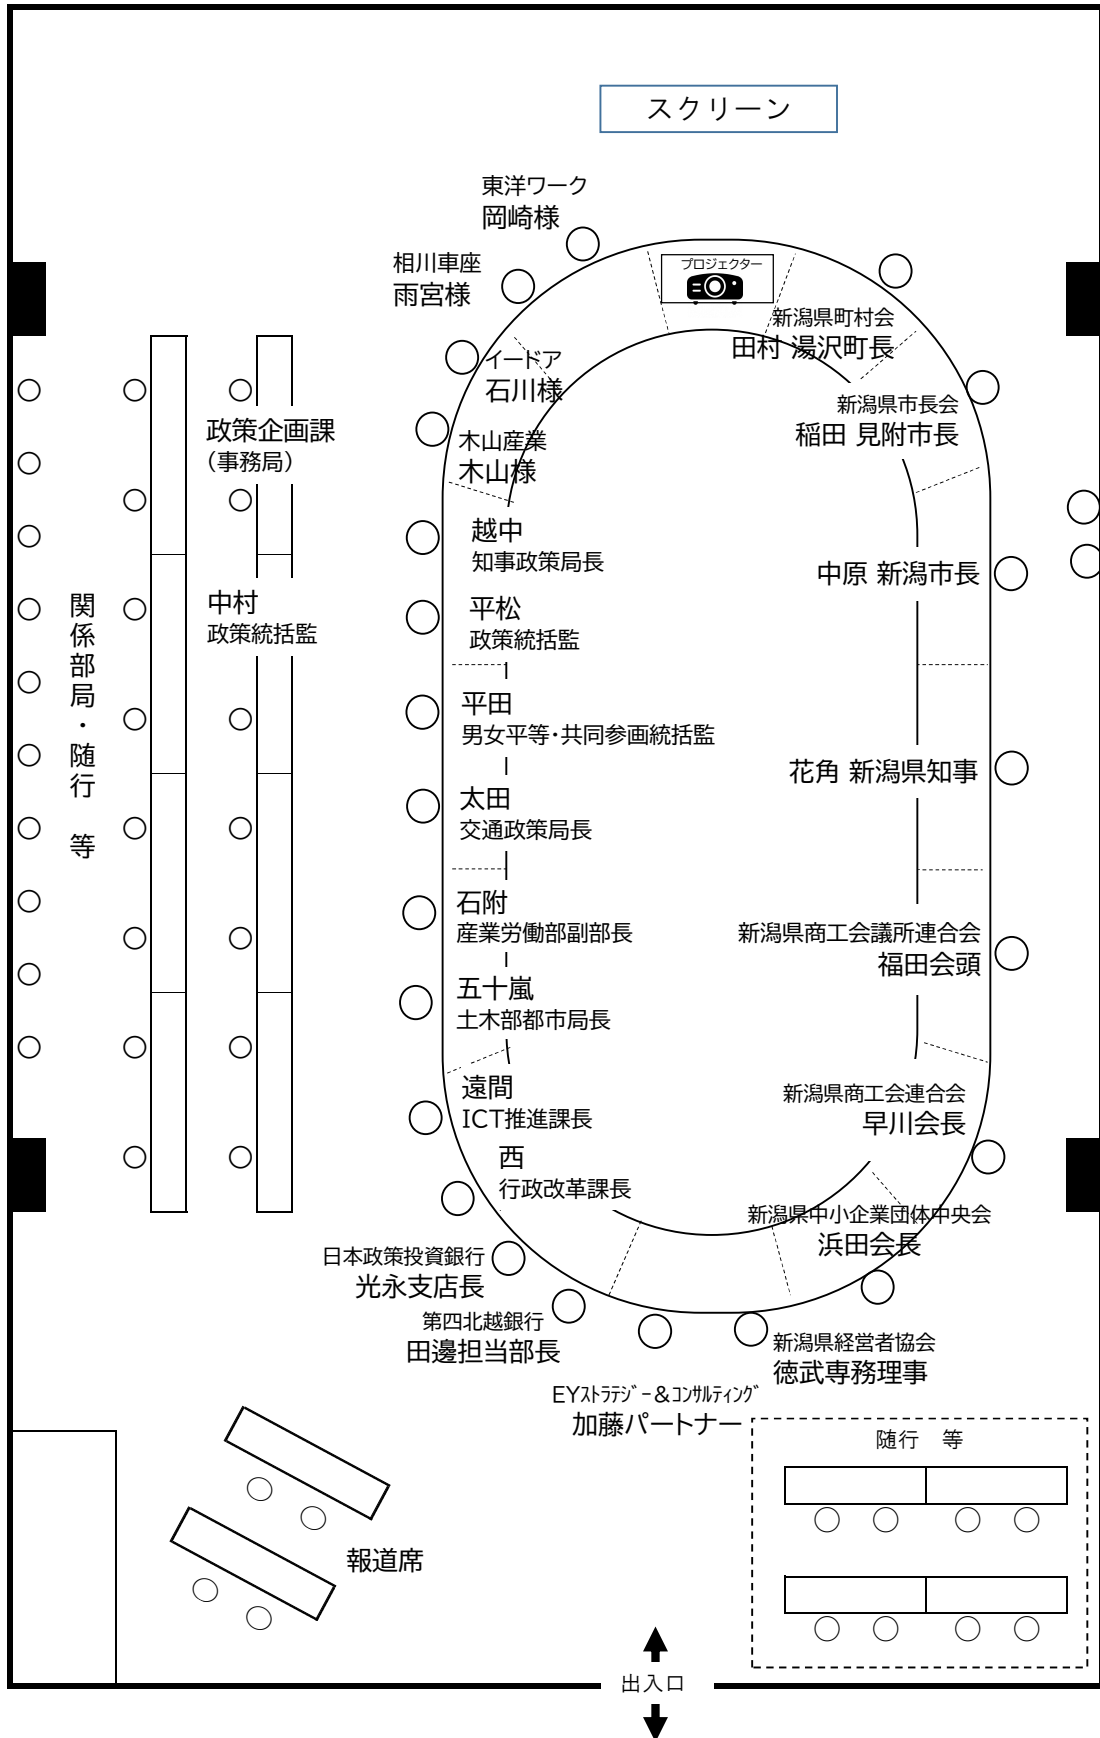 スクリーン
東洋ワーク
岡崎様
相川車座
雨宮様
プロジェクター
新潟県町村会
田村 湯沢町長
イードア
石川様
新潟県市長会
稲田 見附市長
木山産業
木山様
政策企画課
（事務局）
越中
知事政策局長
中原 新潟市長
中村
政策統括監
平松
政策統括監
関係部局・随行 等
平田
男女平等・共同参画統括監
花角 新潟県知事
太田
交通政策局長
石附
産業労働部副部長
新潟県商工会議所連合会
福田会頭
五十嵐
土木部都市局長
遠間
ICT推進課長
新潟県商工会連合会
早川会長
西
行政改革課長
新潟県中小企業団体中央会
浜田会長
日本政策投資銀行
光永支店長
第四北越銀行
田邉担当部長
新潟県経営者協会
徳武専務理事
EYｽﾄﾗﾃｼﾞｰ＆ｺﾝｻﾙﾃｨﾝｸﾞ
加藤パートナー
随行 等
報道席
出入口